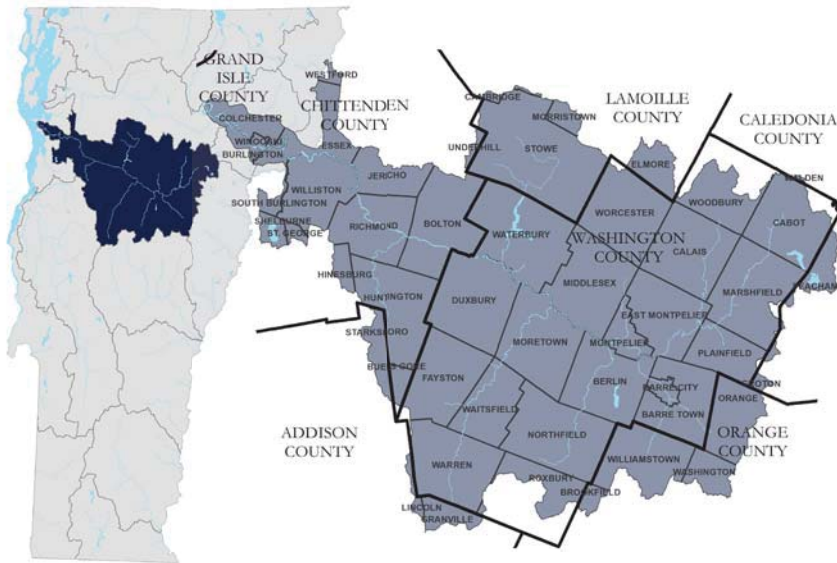 GRAND
ISLE
COUNTY
WESTFORD
CHITTENDEN
COUNTY
COLCHESTER
WINOOSKI
BURLINGTON
ESSEX
JERICHO
WILLISTON
SOUTH BURLINGTON
SHELBURNE
ST. GEORGE
RICHMOND
BOLTON
HINESBURG
HUNTINGTON
STARKSBORO
BUELS GORE
CAMBRIDGE
MORRISTOWN
UNDERHILL
STOWE
LAMOILLE
COUNTY
ELMORE
CALEDONIA
COUNTY
WALDEN
WOODBURY
CABOT
WORCESTER
WATERBURY
WASHINGTON
COUNTY
CALAIS
PEACHAM
MIDDLESEX
MARSHFIELD
DUXBURY
EAST MONTPELIER
MORETOWN
MONTPELIER
PLAINFIELD
FAYSTON
BERLIN
BARRE CITY
GROTON
ORANGE
WAITSFIELD
BARRE TOWN
ADDISON
COUNTY
NORTHFIELD
ORANGE
COUNTY
WARREN
WILLIAMSTOWN
WASHINGTON
ROXBURY
BROOKFIELD
LINCOLN
GRANVILLE